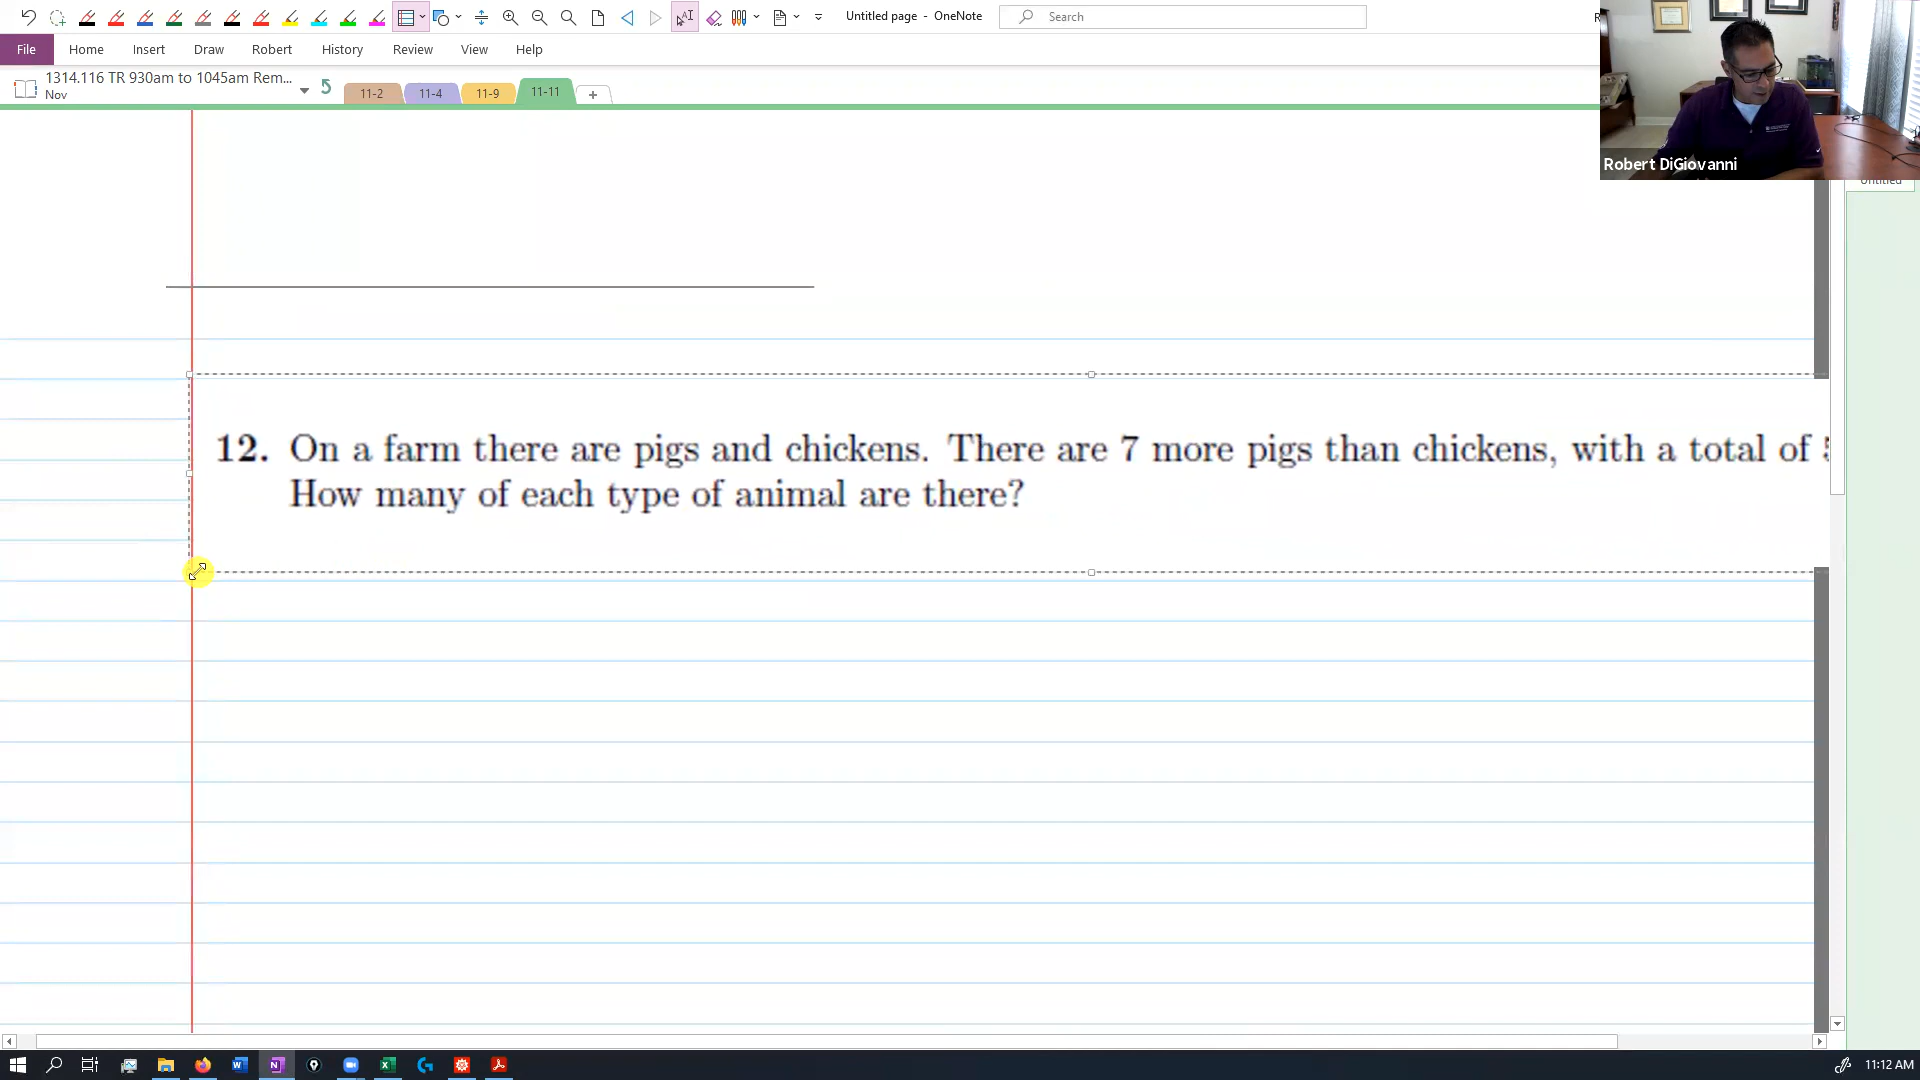 Untitled page - OneNote
Search
File
Home
Insert
Draw
Robert
History
Review
View
Help
1314.116 TR 930am to 1045am Rem...
Nov
11-2
11-4
11-9
11-11
Robert DiGiovanni
Untitled
12. On a farm there are pigs and chickens. There are 7 more pigs than chickens, with a total of
How many of each type of animal are there?
11:12 AM